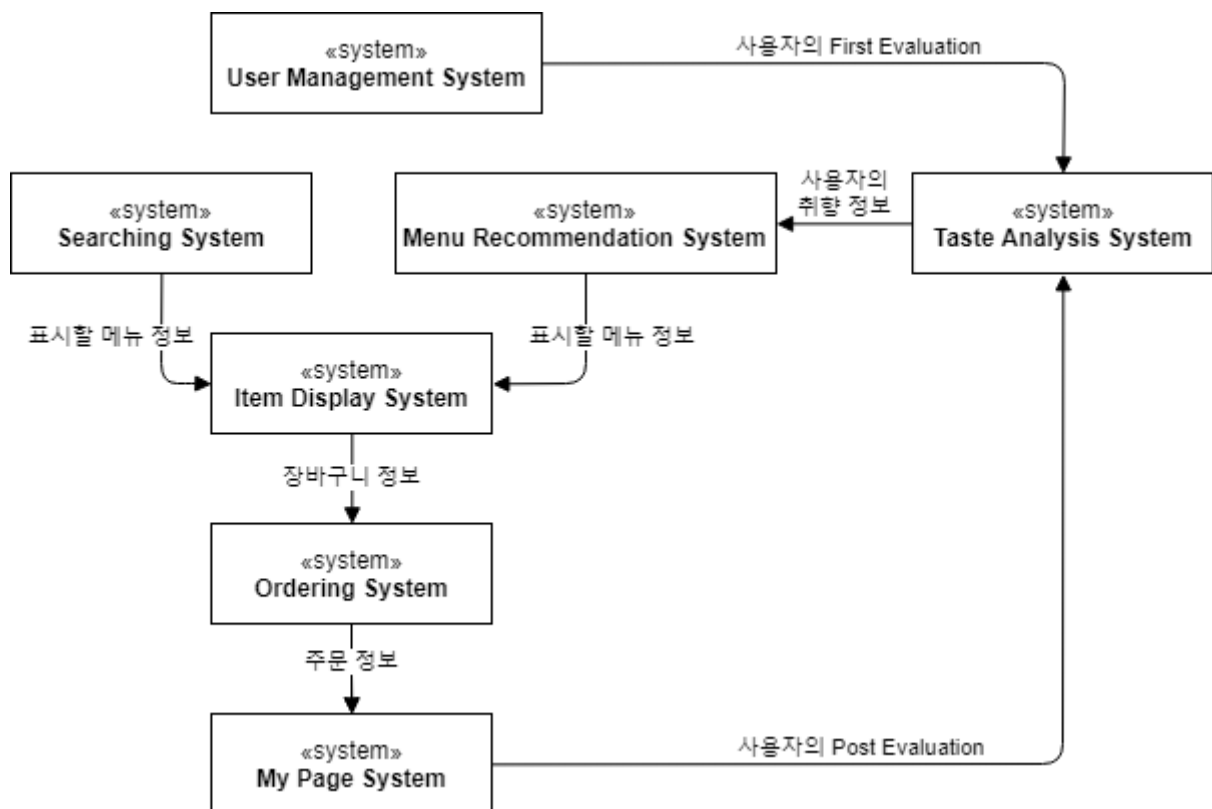 «system»
User Management System
사용자의 First Evaluation
«system»
Searching System
«system»
Menu Recommendation System
사용자의
취향 정보
«system»
Taste Analysis System
표시할 메뉴 정보
표시할 메뉴 정보
«system»
Item Display System
장바구니 정보
«system»
Ordering System
주문 정보
«system»
My Page System
사용자의 Post Evaluation